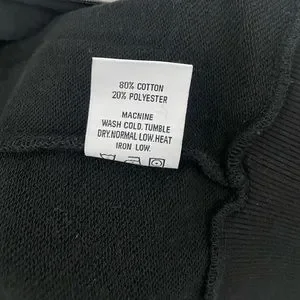 80% COTTON
20% POLYESTER
MACHINE
WASH COLD. TUMBLE
DRY.NORMAL LOW.HEAT
IRON LOW.